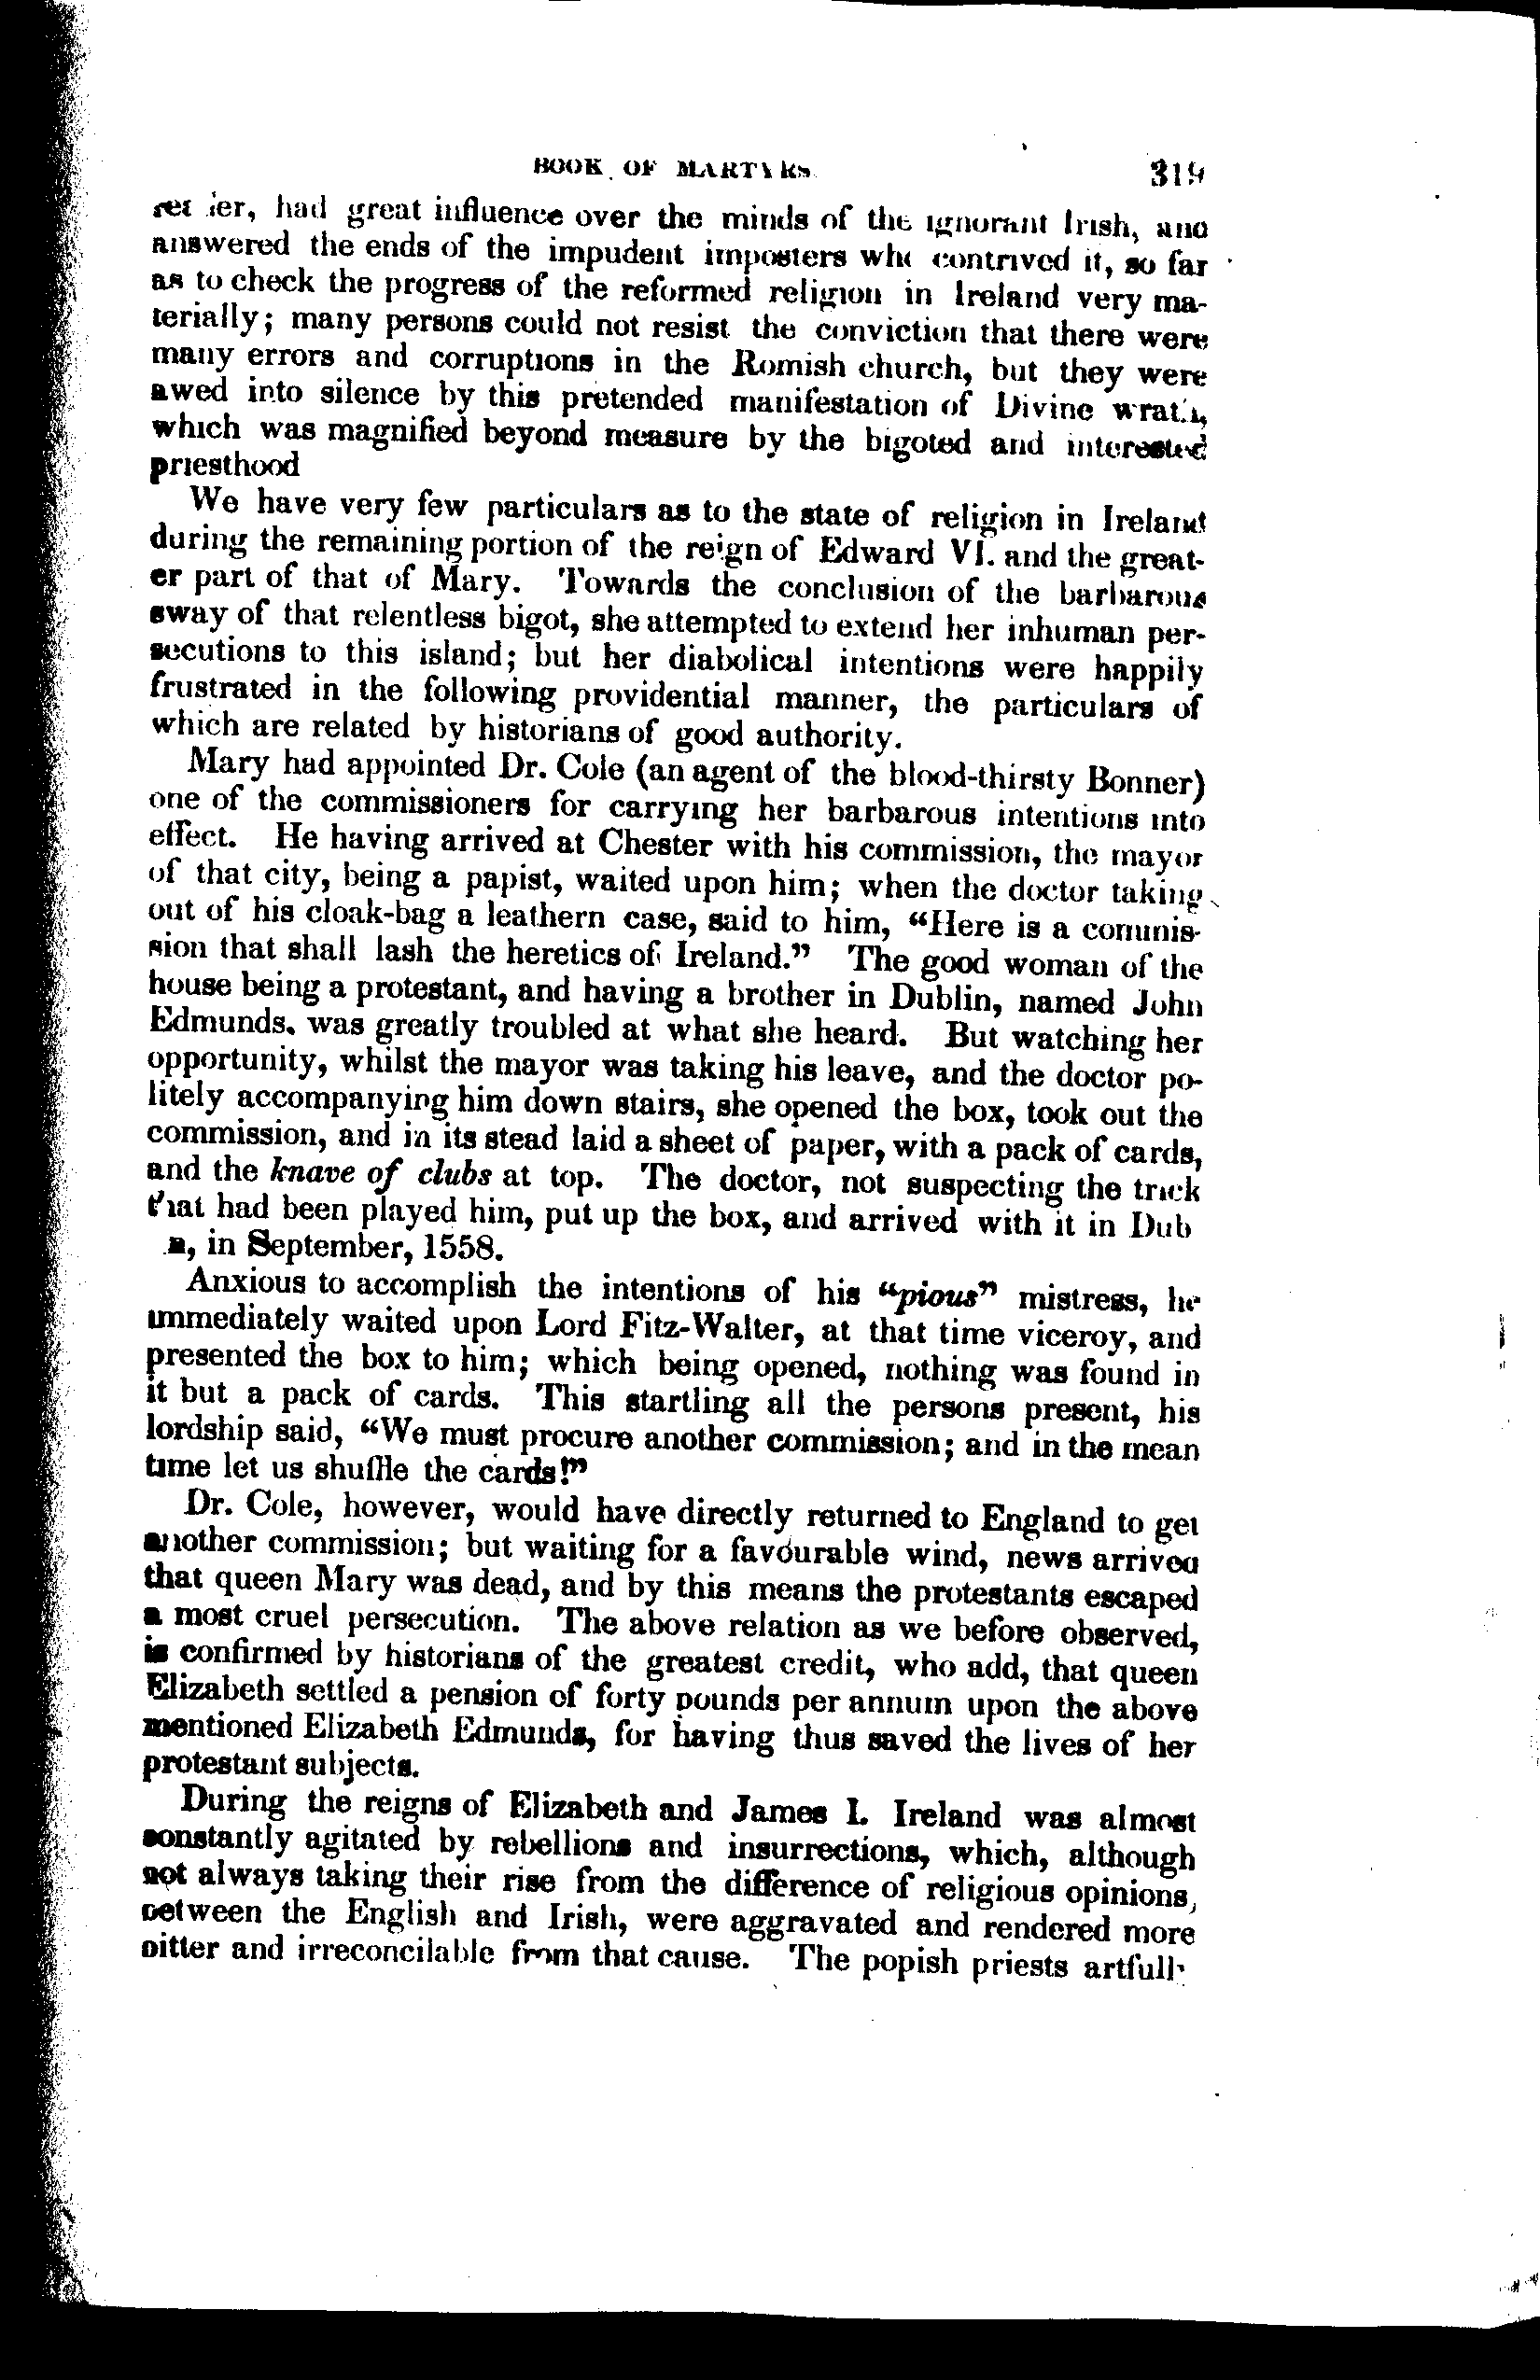 BOOK OF MARTYRS 319
had great influence over the minds of the ignorant Irish, and
answered the ends of the impudent imposters who contrived it, so far
as to check the progress of the reformed religion in Ireland very ma-
terially; many persons could not resist the conviction that there were
many errors and corruptions in the Romish church, but they were
awed into silence by this pretended manifestation of Divine wrath,
which was magnified beyond measure by the bigoted and interested
priesthood
We have very few particulars as to the state of religion in Ireland
during the remaining portion of the reign of Edward VI. and the great-
er part of that of Mary. Towards the conclusion of the barbarous
sway of that relentless bigot, she attempted to extend her inhuman per-
secutions to this island; but her diabolical intentions were happily
frustrated in the following providential manner, the particulars of
which are related by historians of good authority.
Mary had appointed Dr. Cole (an agent of the blood-thirsty Bonner)
one of the commissioners for carrying her barbarous intentions into
effect. He having arrived at Chester with his commission, the mayor
of that city, being a papist, waited upon him; when the doctor taking
out of his cloak-bag a leathern case, said to him, “Here is a commis-
sion that shall lash the heretics of Ireland.” The good woman of the
house being a protestant, and having a brother in Dublin, named John
Edmunds, was greatly troubled at what she heard. But watching her
opportunity, whilst the mayor was taking his leave, and the doctor po-
litely accompanying him down stairs, she opened the box, took out the
commission, and in its stead laid a sheet of paper, with a pack of cards,
and the knave of clubs at top. The doctor, not suspecting the trick
that had been played him, put up the box, and arrived with it in Dub
n, in September, 1558.
Anxious to accomplish the intentions of his “pious” mistress, he
immediately waited upon Lord Fitz-Walter, at that time viceroy, and
presented the box to him; which being opened, nothing was found in
it but a pack of cards. This startling all the persons present, his
lordship said, “We must procure another commission; and in the mean
time let us shuffle the cards!”
Dr. Cole, however, would have directly returned to England to get
another commission; but waiting for a favourable wind, news arrived
that queen Mary was dead, and by this means the protestants escaped
a most cruel persecution. The above relation as we before observed,
is confirmed by historians of the greatest credit, who add, that queen
Elizabeth settled a pension of forty pounds per annum upon the above
mentioned Elizabeth Edmunds, for having thus saved the lives of her
protestant subjects.
During the reigns of Elizabeth and James I. Ireland was almost
constantly agitated by rebellions and insurrections, which, although
not always taking their rise from the difference of religious opinions,
between the English and Irish, were aggravated and rendered more
bitter and irreconcilable from that cause. The popish priests artfully